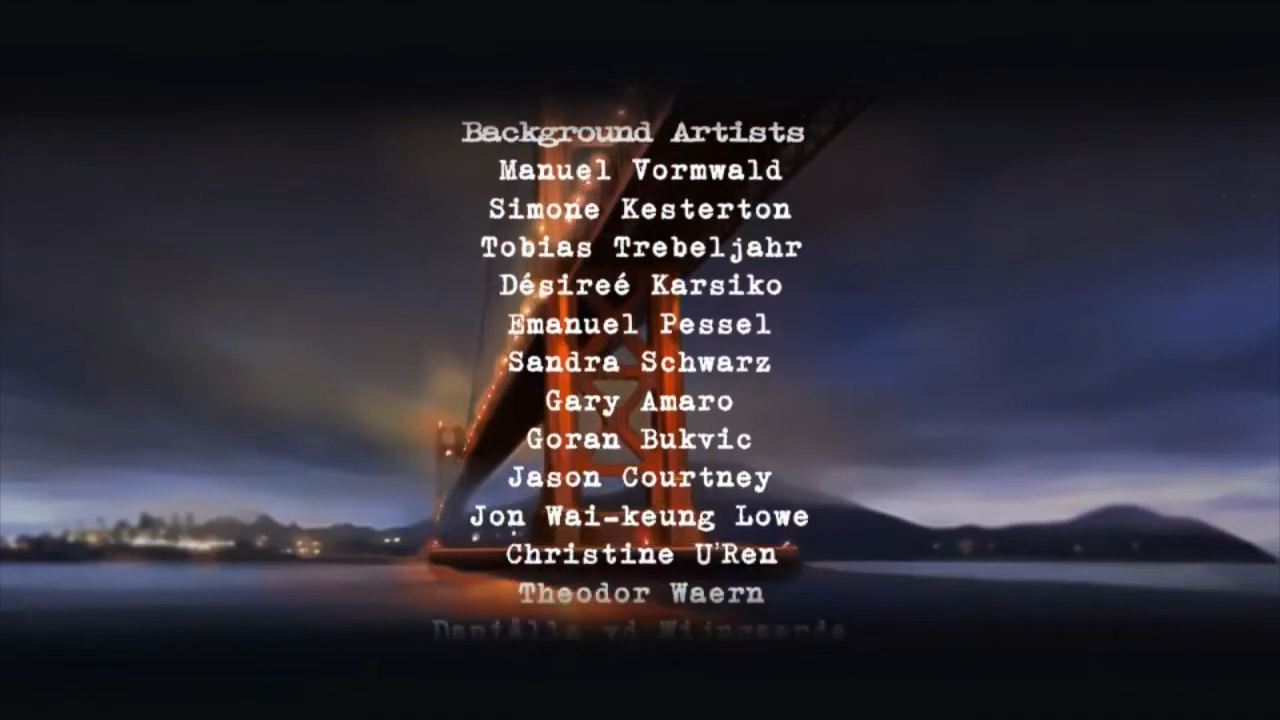 Background Artists
Manuel Vormwald
Simone Kesterton
Tobias Trebeljahr
Désireé Karsiko
Emanuel Pessel
Sandra Schwarz
Gary Amaro
Goran Bukvic
Jason Courtney
Jon Wai-keung Lowe
Christine U'Ren
Theodor Waern
vd